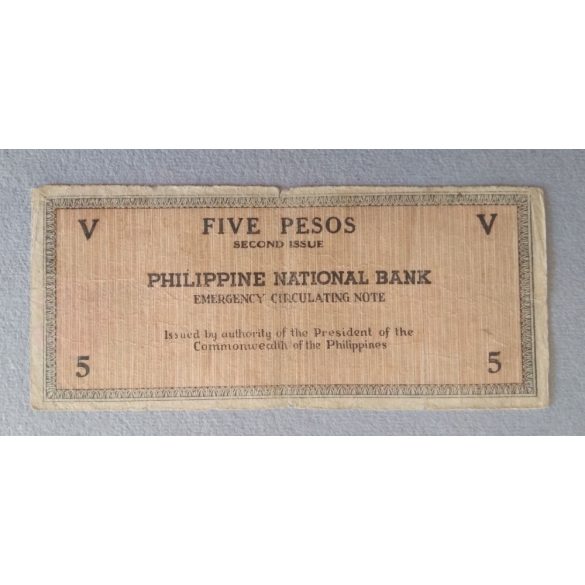 V FIVE PESOS V
SECOND ISSUE
PHILIPPINE NATIONAL BANK
EMERGENCY CIRCULATING NOTE
Issued by authority of the President of the
Commonwealth of the Philippines
5 5